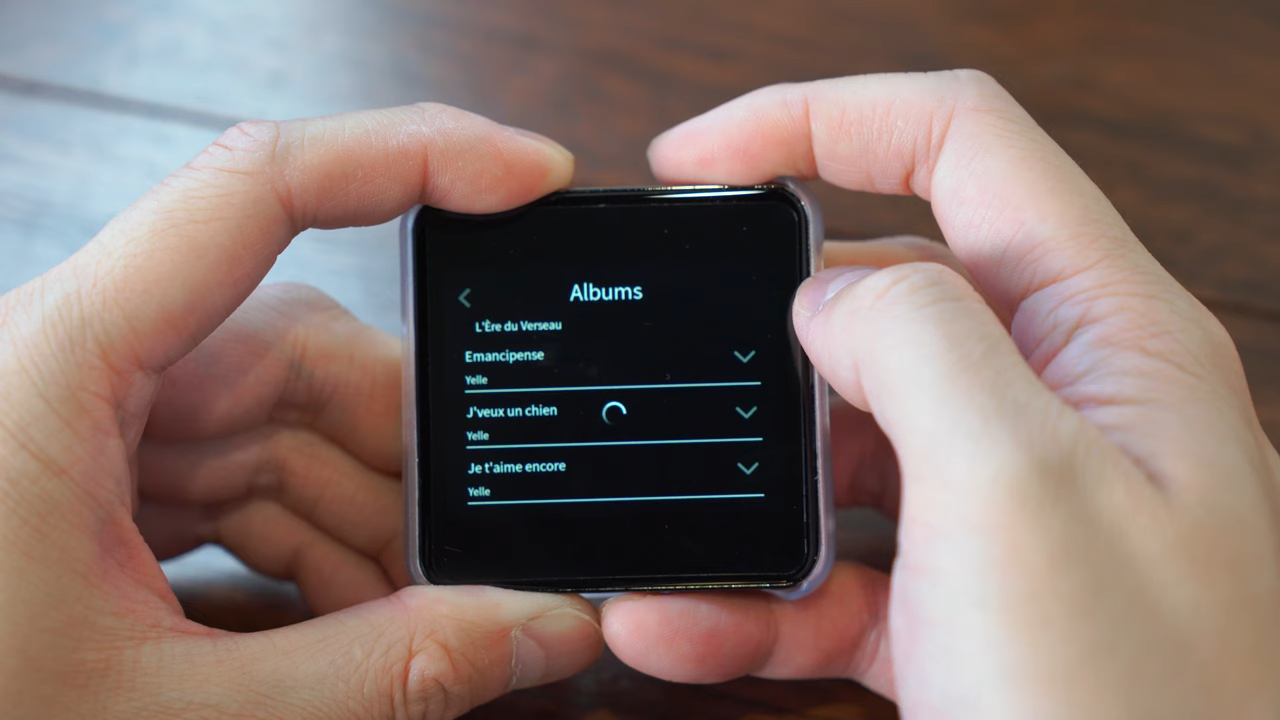 Albums
L'Ère du Verseau
Emancipense
Yelle
J'veux un chien
Yelle
Je t'aime encore
Yelle